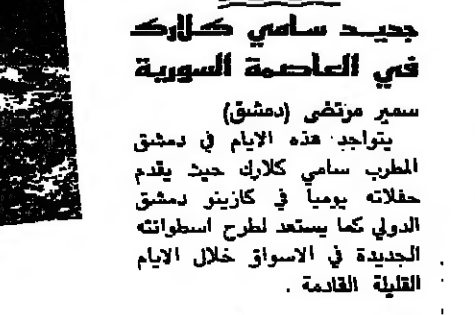 جديد سامي كلارك
في العاصمة السورية
سمير مرتضى (دمشق)
يتواجد هذه الايام في دمشق
المطرب سامي كلارك حيث يقدم
حفلاته يومياً في كازينو دمشق
الدولي كما يستعد لطرح اسطوانته
الجديدة في الاسواق خلال الايام
القليلة القادمة .